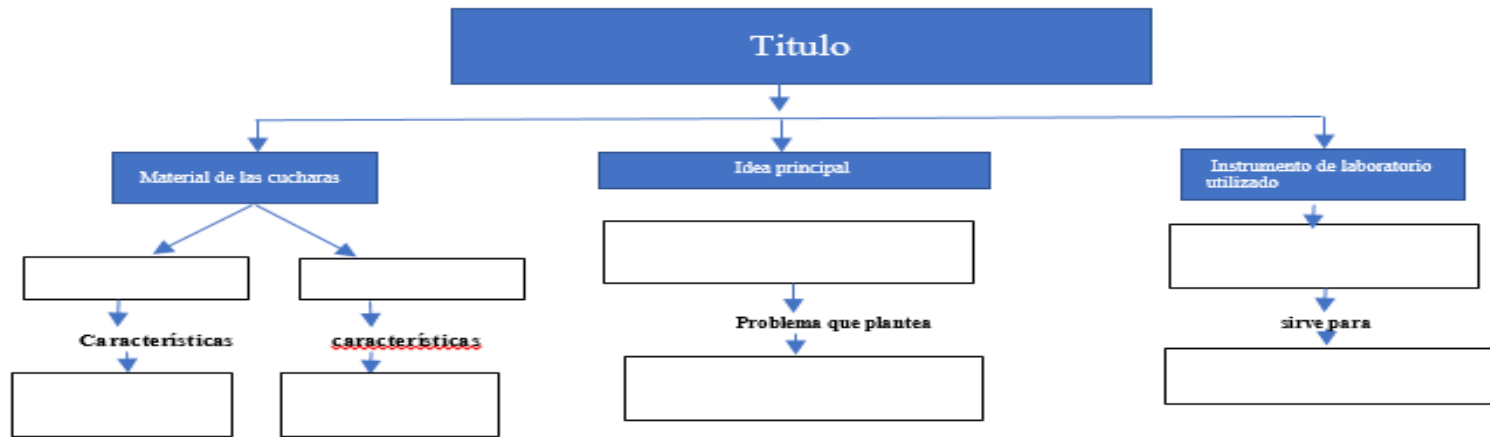 Titulo
Material de las cucharas
Idea principal
Instrumento de laboratorio
utilizado
Características
características
Problema que plantea
sirve para